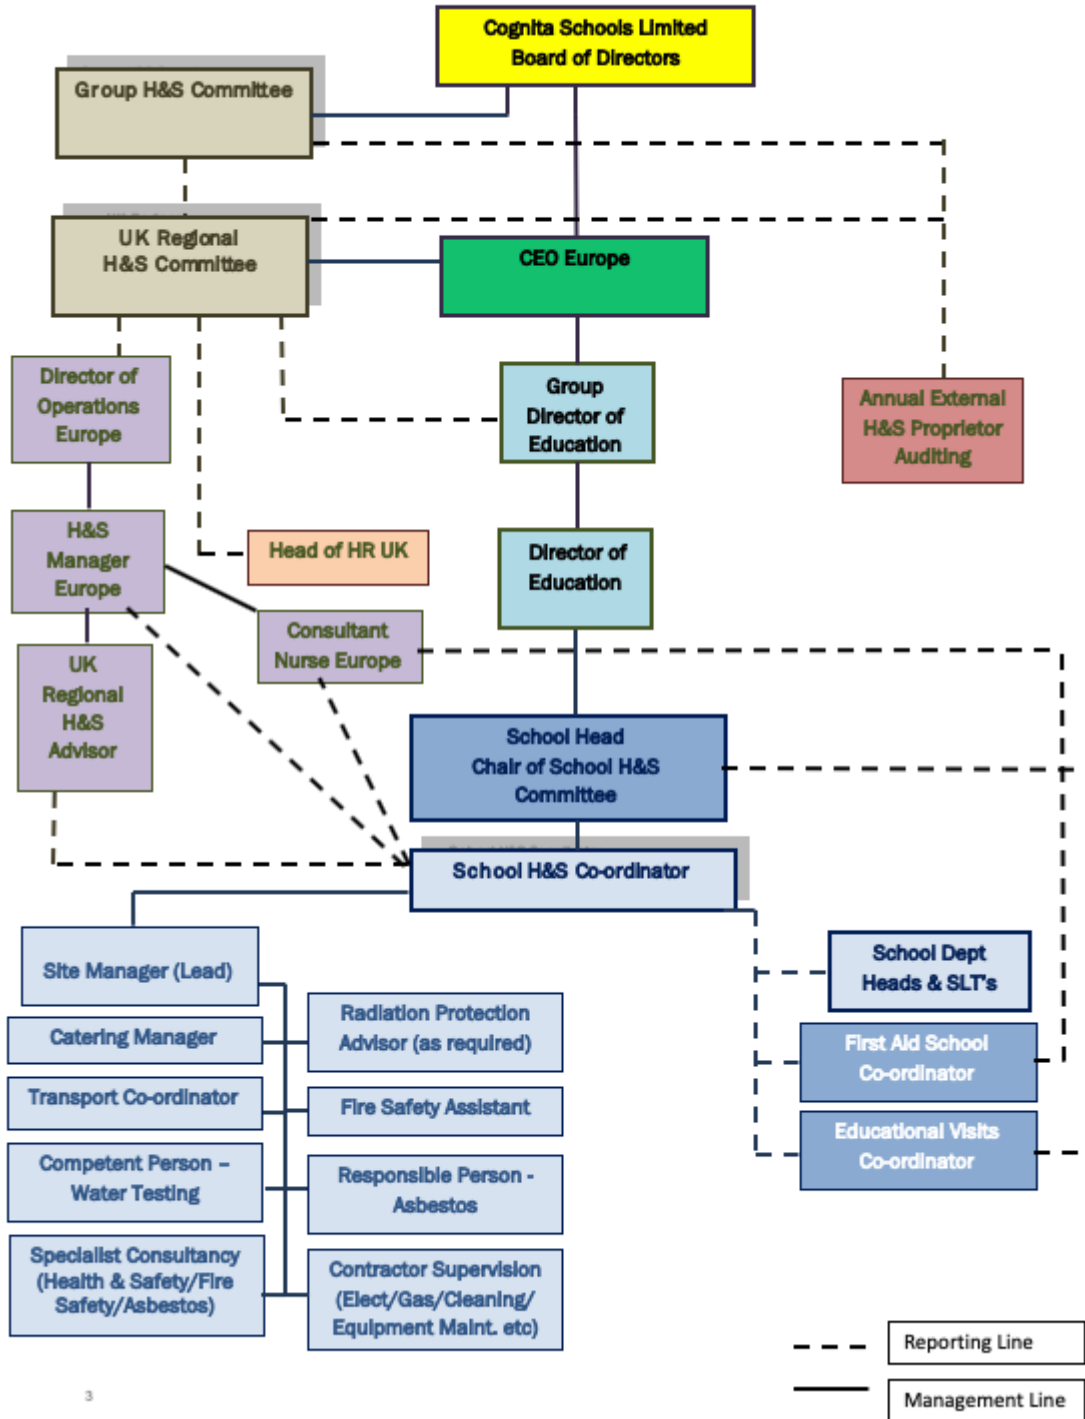 Cognita Schools Limited
Board of Directors
Group H&S Committee
UK Regional
H&S Committee
CEO Europe
Director of
Operations
Europe
Group
Director of
Education
Annual External
H&S Proprietor
Auditing
H&S
Manager
Europe
Head of HR UK
Director of
Education
Consultant
Nurse Europe
UK
Regional
H&S
Advisor
School Head
Chair of School H&S
Committee
School H&S Co-ordinator
Site Manager (Lead)
School Dept
Heads & SLT's
Catering Manager
Radiation Protection
Advisor (as required)
First Aid School
Co-ordinator
Transport Co-ordinator
Fire Safety Assistant
Educational Visits
Co-ordinator
Competent Person –
Water Testing
Responsible Person -
Asbestos
Specialist Consultancy
(Health & Safety/Fire
Safety/Asbestos)
Contractor Supervision
(Elect/Gas/Cleaning/
Equipment Maint. etc)
Reporting Line
Management Line
3